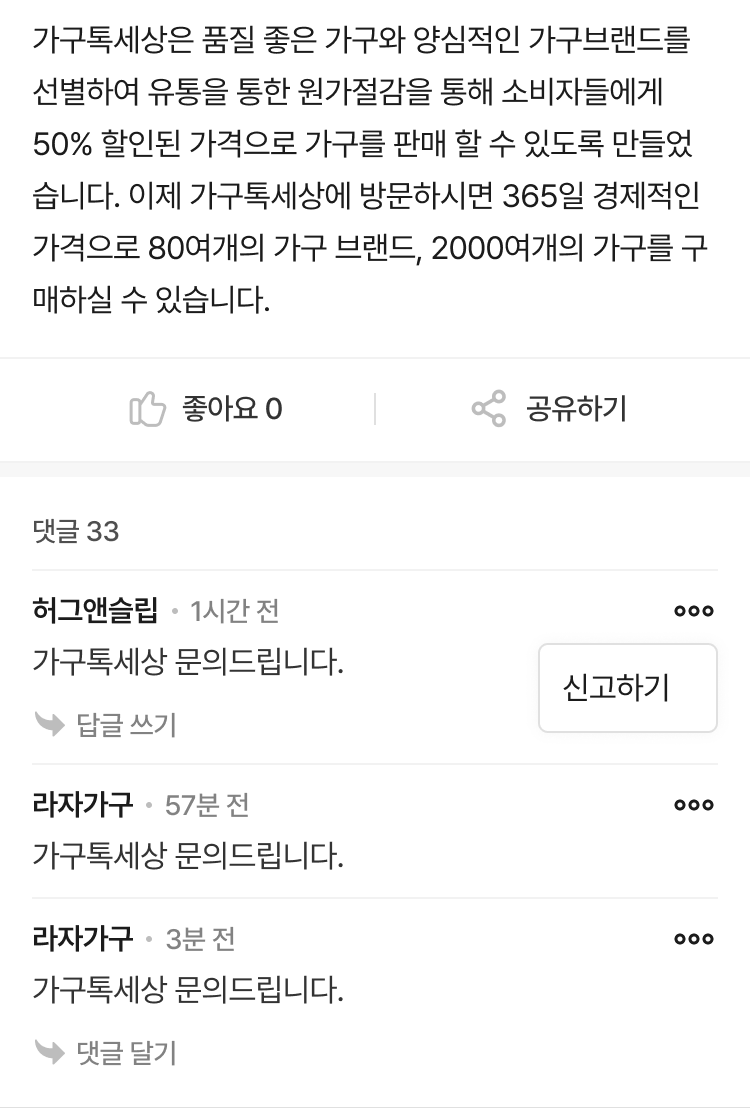 가구톡세상은 품질 좋은 가구와 양심적인 가구브랜드를
선별하여 유통을 통한 원가절감을 통해 소비자들에게
50% 할인된 가격으로 가구를 판매 할 수 있도록 만들었
습니다. 이제 가구톡세상에 방문하시면 365일 경제적인
가격으로 80여개의 가구 브랜드, 2000여개의 가구를 구
매하실 수 있습니다.
좋아요 0
공유하기
댓글 33
허그앤슬립 • 1시간 전
가구톡세상 문의드립니다.
신고하기
답글 쓰기
라자가구 • 57분 전
가구톡세상 문의드립니다.
라자가구 • 3분 전
가구톡세상 문의드립니다.
댓글 달기